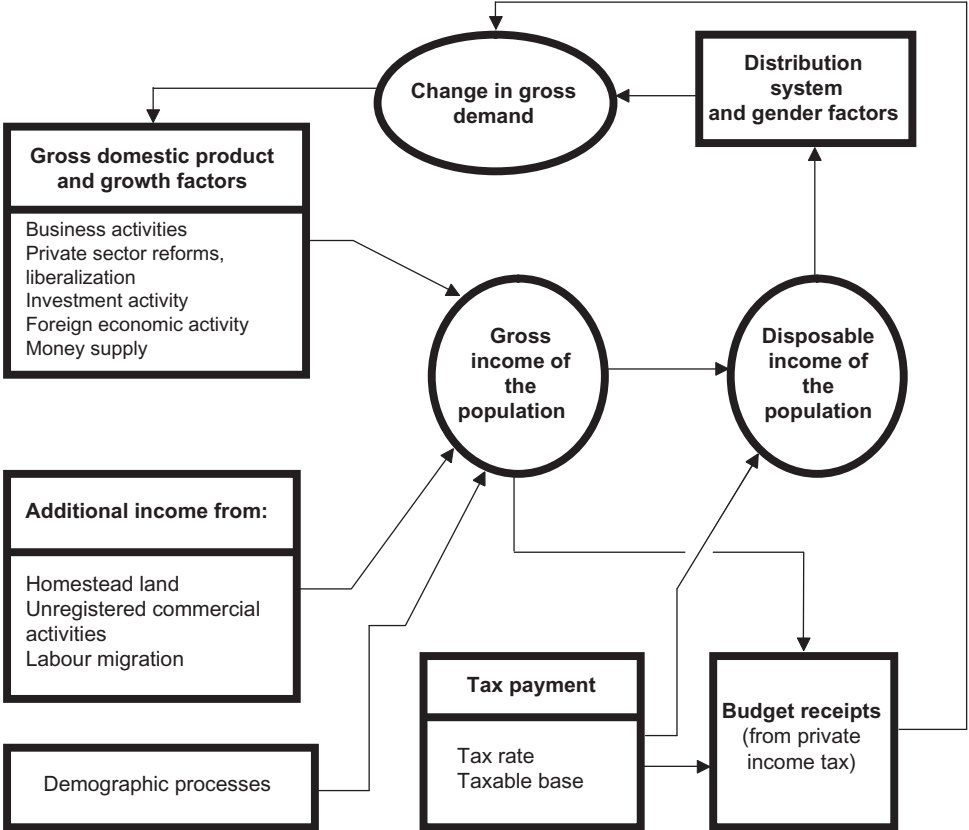 Change in gross
demand
Distribution
system
and gender factors
Gross domestic product
and growth factors
Business activities
Private sector reforms,
liberalization
Investment activity
Foreign economic activity
Money supply
Gross
income of
the
population
Disposable
income of
the
population
Additional income from:
Homestead land
Unregistered commercial
activities
Labour migration
Tax payment
Tax rate
Taxable base
Budget receipts
(from private
income tax)
Demographic processes